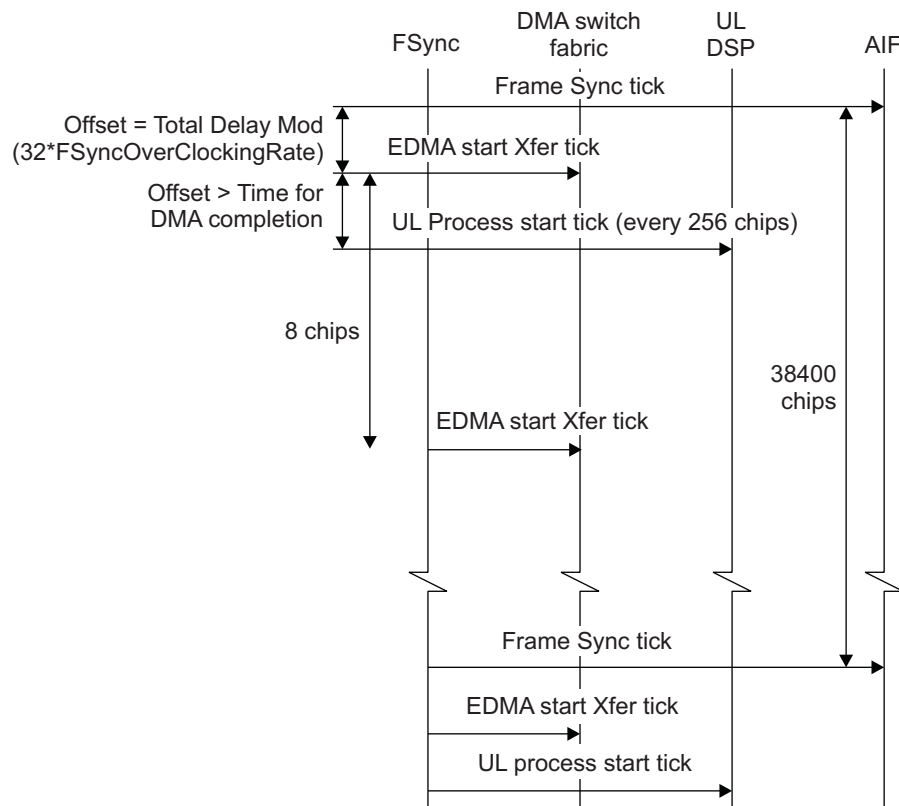 FSync
DMA switch
fabric
UL
DSP
AIF
Frame Sync tick
Offset = Total Delay Mod
(32*FSyncOverClockingRate)
EDMA start Xfer tick
Offset > Time for
DMA completion
UL Process start tick (every 256 chips)
8 chips
38400
chips
EDMA start Xfer tick
Frame Sync tick
EDMA start Xfer tick
UL process start tick